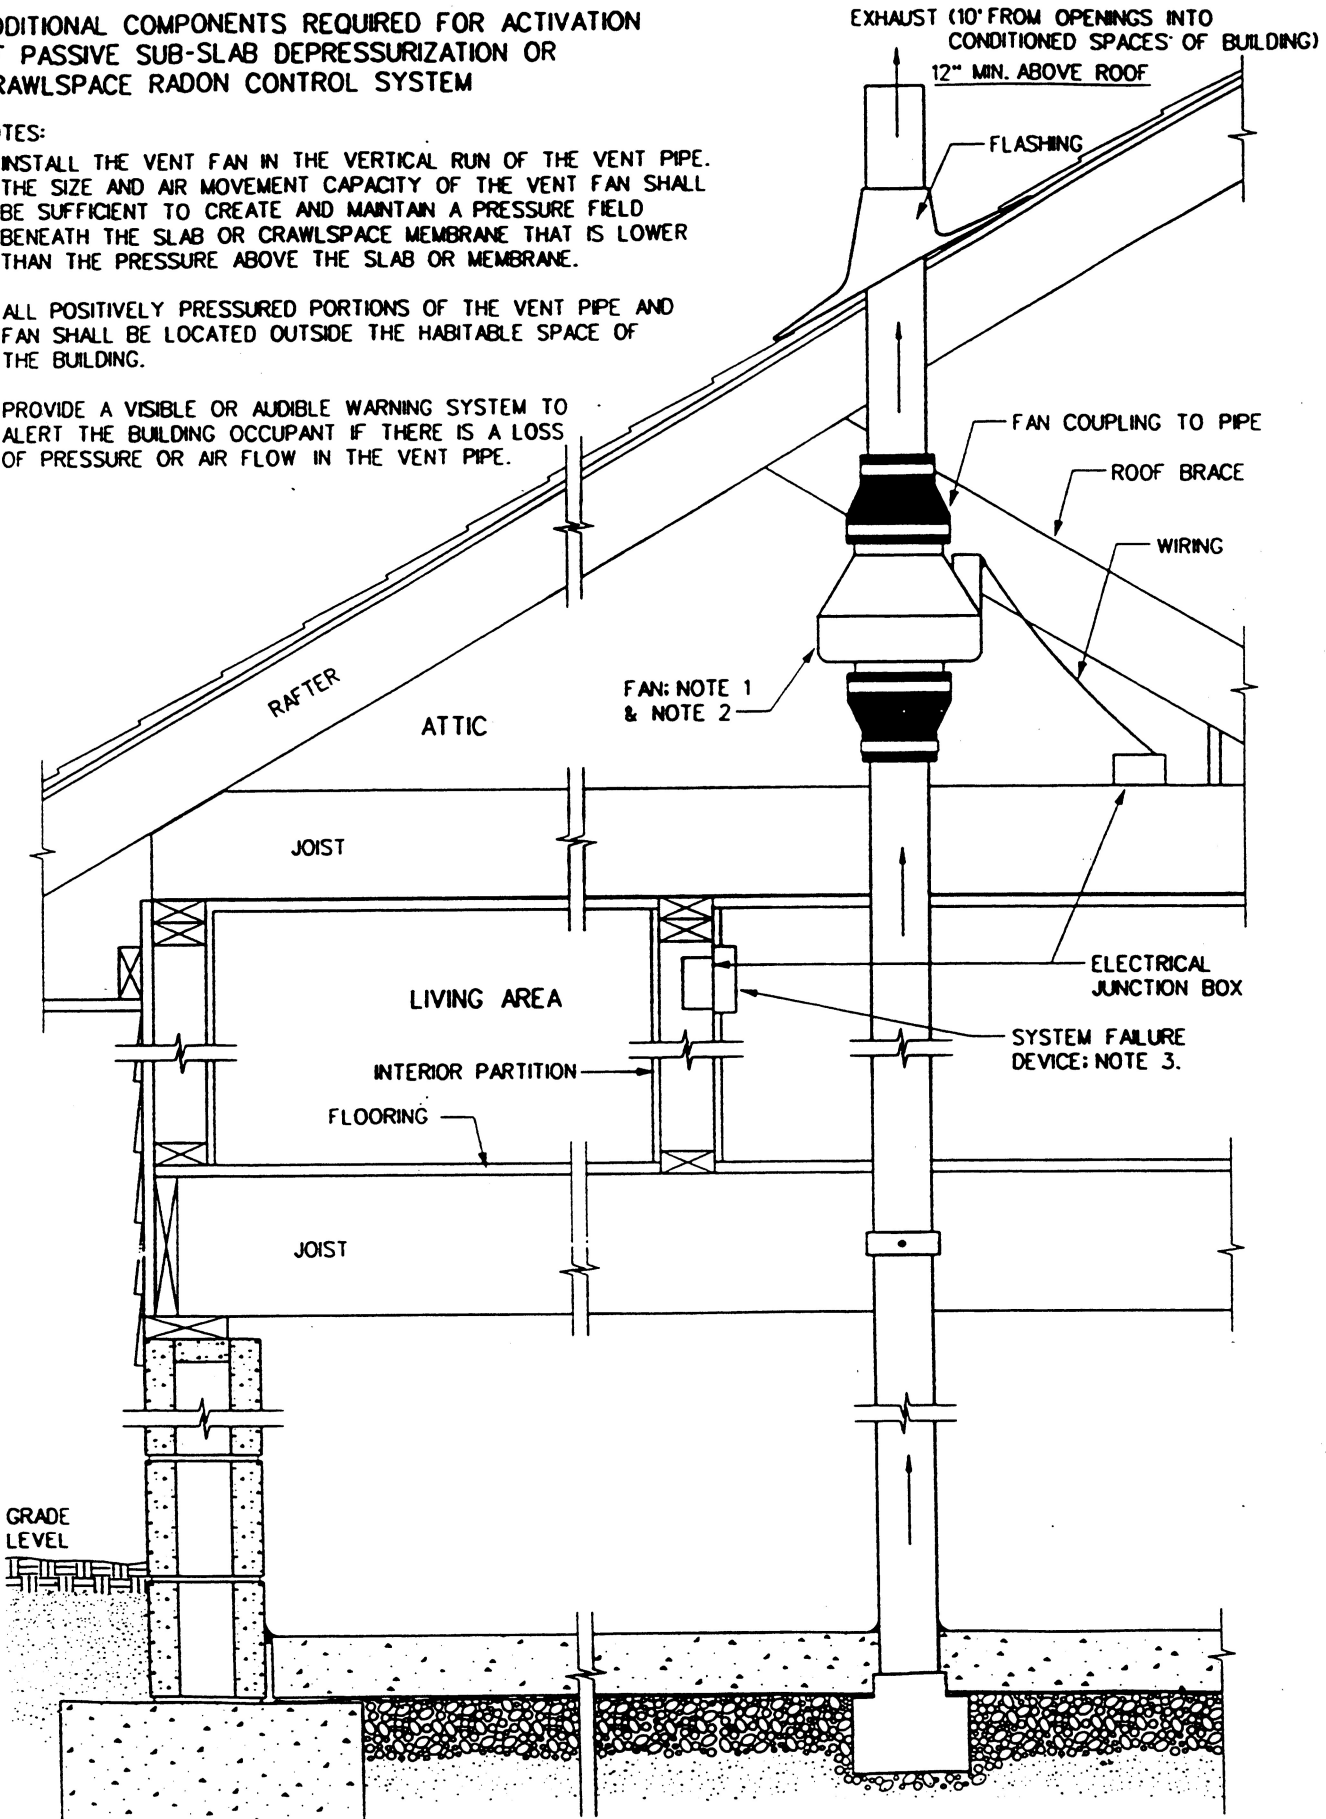 DDITIONAL COMPONENTS REQUIRED FOR ACTIVATION
PASSIVE SUB-SLAB DEPRESSURIZATION OR
RAWLSPACE RADON CONTROL SYSTEM
TES:
INSTALL THE VENT FAN IN THE VERTICAL RUN OF THE VENT PIPE.
THE SIZE AND AIR MOVEMENT CAPACITY OF THE VENT FAN SHALL
BE SUFFICIENT TO CREATE AND MAINTAIN A PRESSURE FIELD
BENEATH THE SLAB OR CRAWLSPACE MEMBRANE THAT IS LOWER
THAN THE PRESSURE ABOVE THE SLAB OR MEMBRANE.
ALL POSITIVELY PRESSURED PORTIONS OF THE VENT PIPE AND
FAN SHALL BE LOCATED OUTSIDE THE HABITABLE SPACE OF
THE BUILDING.
PROVIDE A VISIBLE OR AUDIBLE WARNING SYSTEM TO
ALERT THE BUILDING OCCUPANT IF THERE IS A LOSS
OF PRESSURE OR AIR FLOW IN THE VENT PIPE.
EXHAUST (10' FROM OPENINGS INTO
CONDITIONED SPACES OF BUILDING)
12" MIN. ABOVE ROOF
FLASHING
FAN COUPLING TO PIPE
ROOF BRACE
WIRING
RAFTER
ATTIC
FAN: NOTE 1
& NOTE 2
JOIST
LIVING AREA
ELECTRICAL
JUNCTION BOX
SYSTEM FAILURE
DEVICE: NOTE 3.
INTERIOR PARTITION
FLOORING
JOIST
GRADE
LEVEL